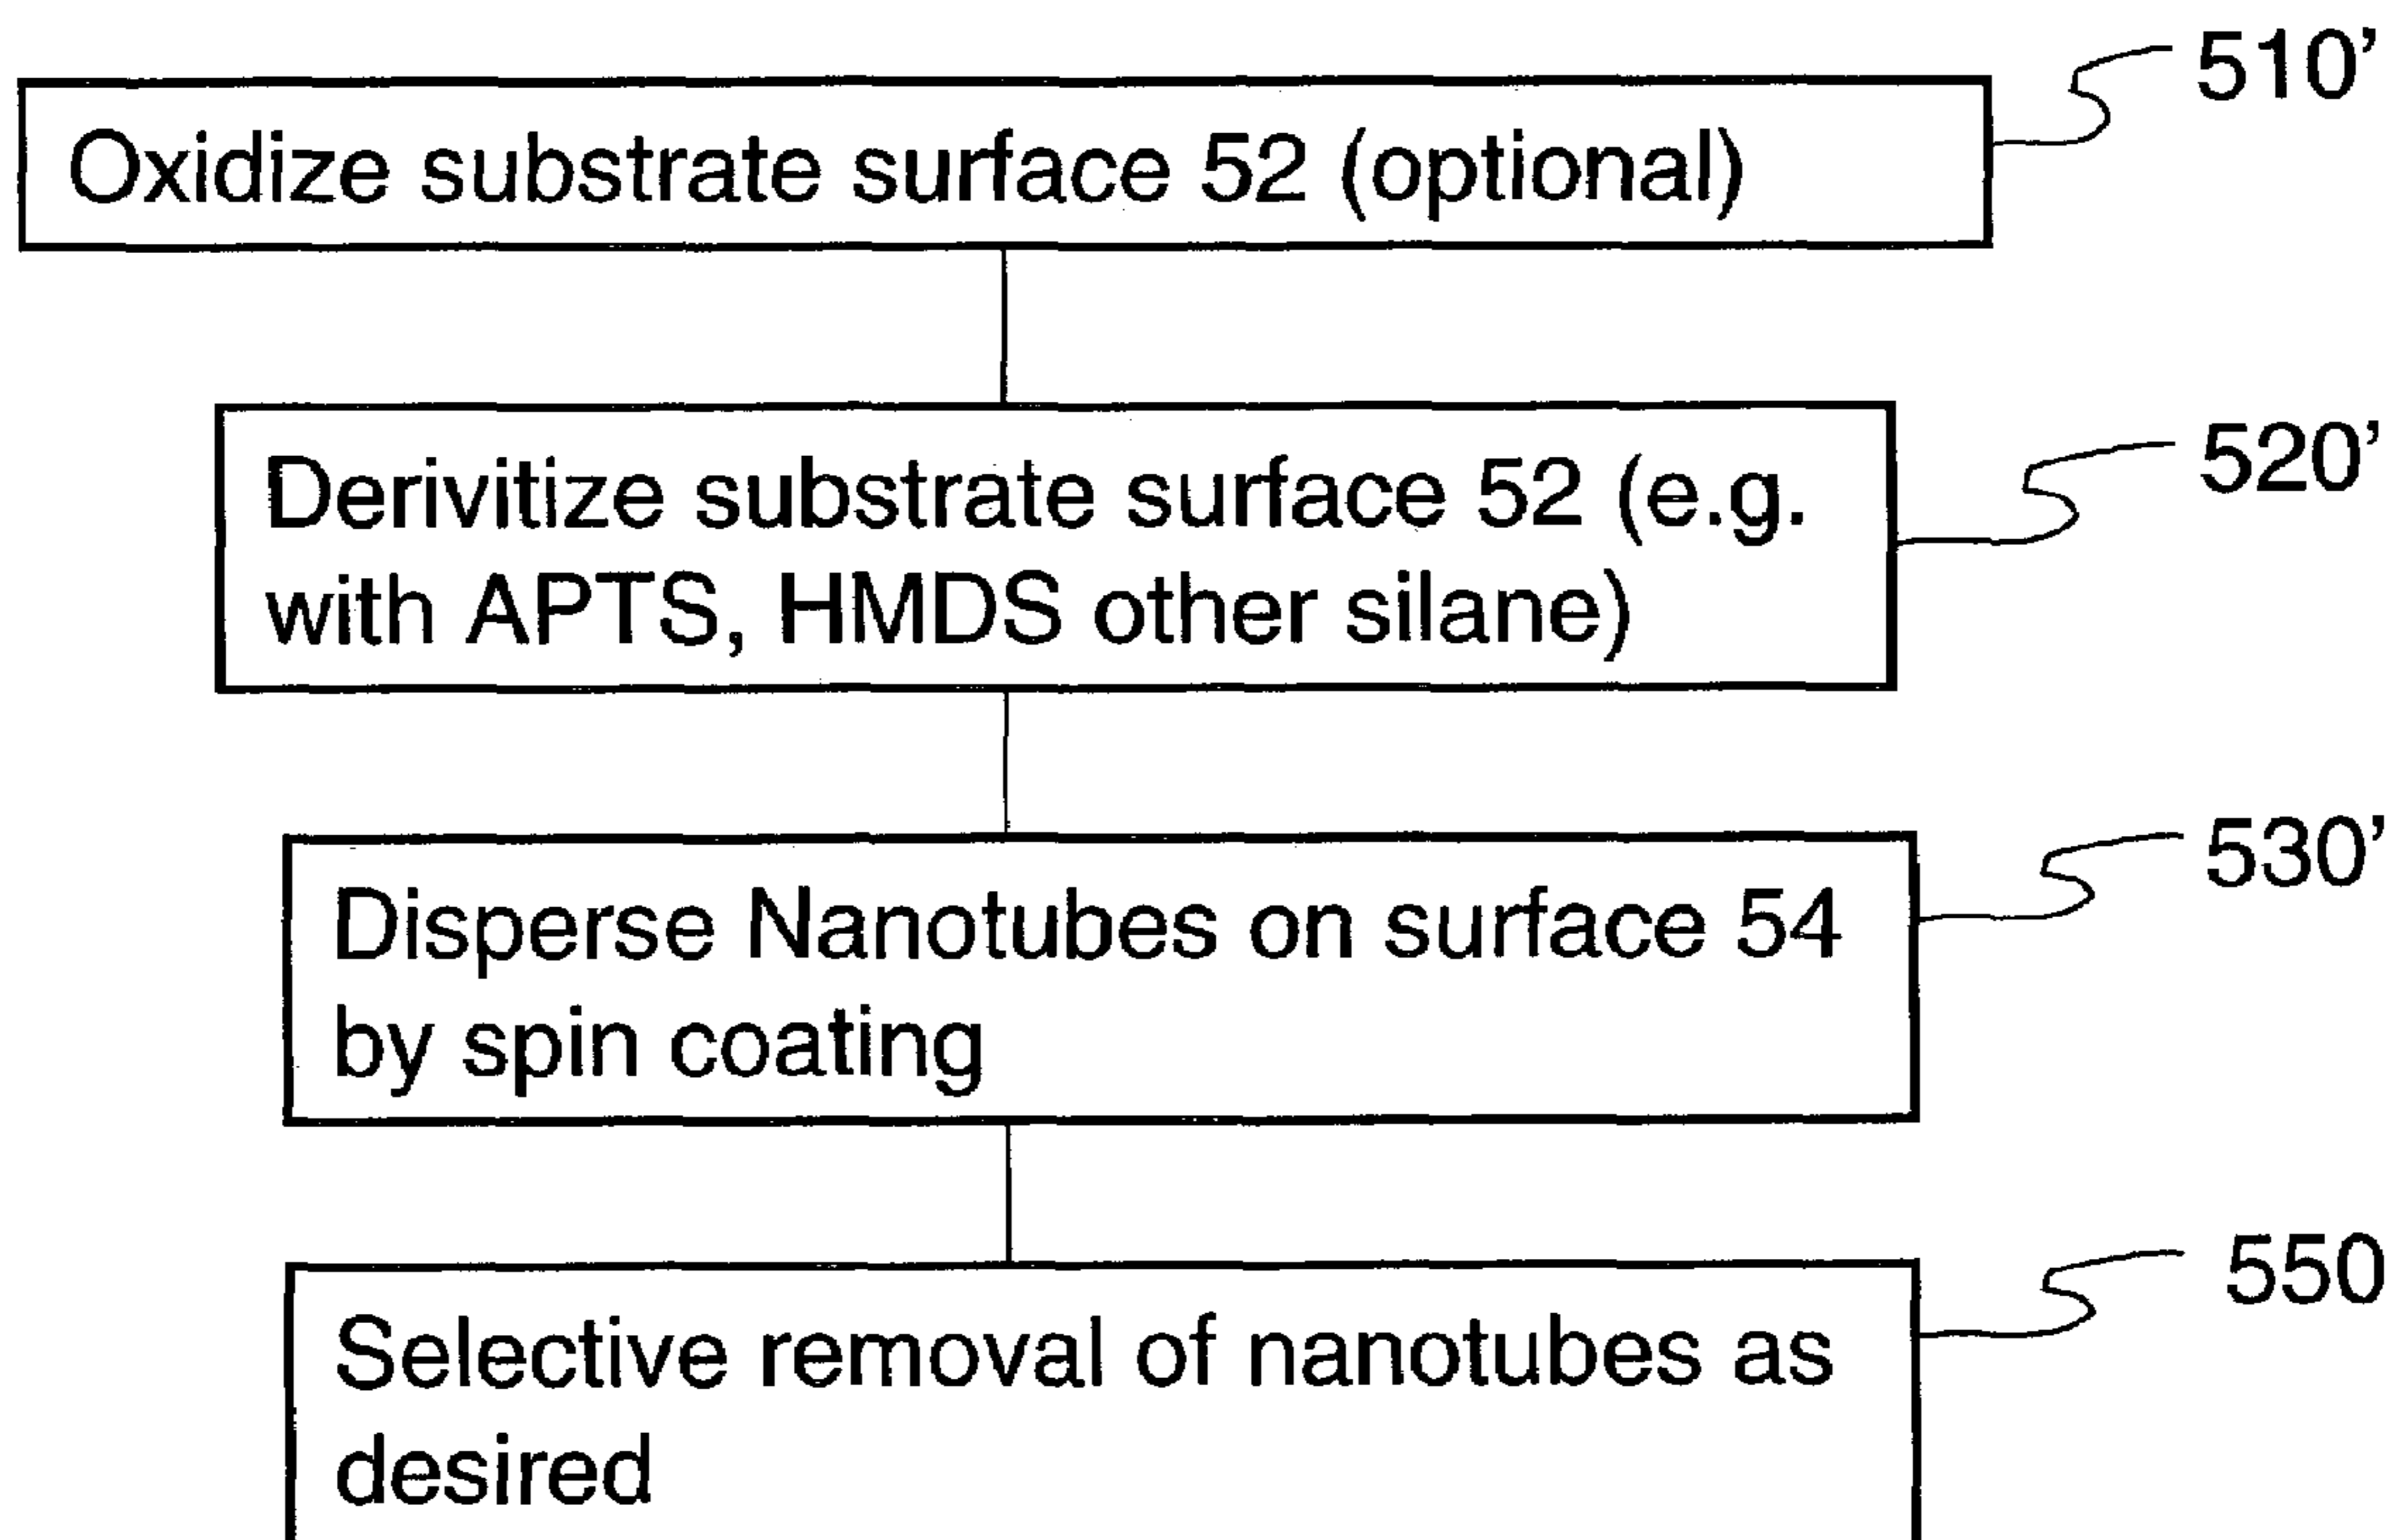 510’
Oxidize substrate surface 52 (optional)
520’
Derivitize substrate surface 52 (e.g.
with APTS, HMDS other silane)
530’
Disperse Nanotubes on surface 54
by spin coating
550
Selective removal of nanotubes as
desired